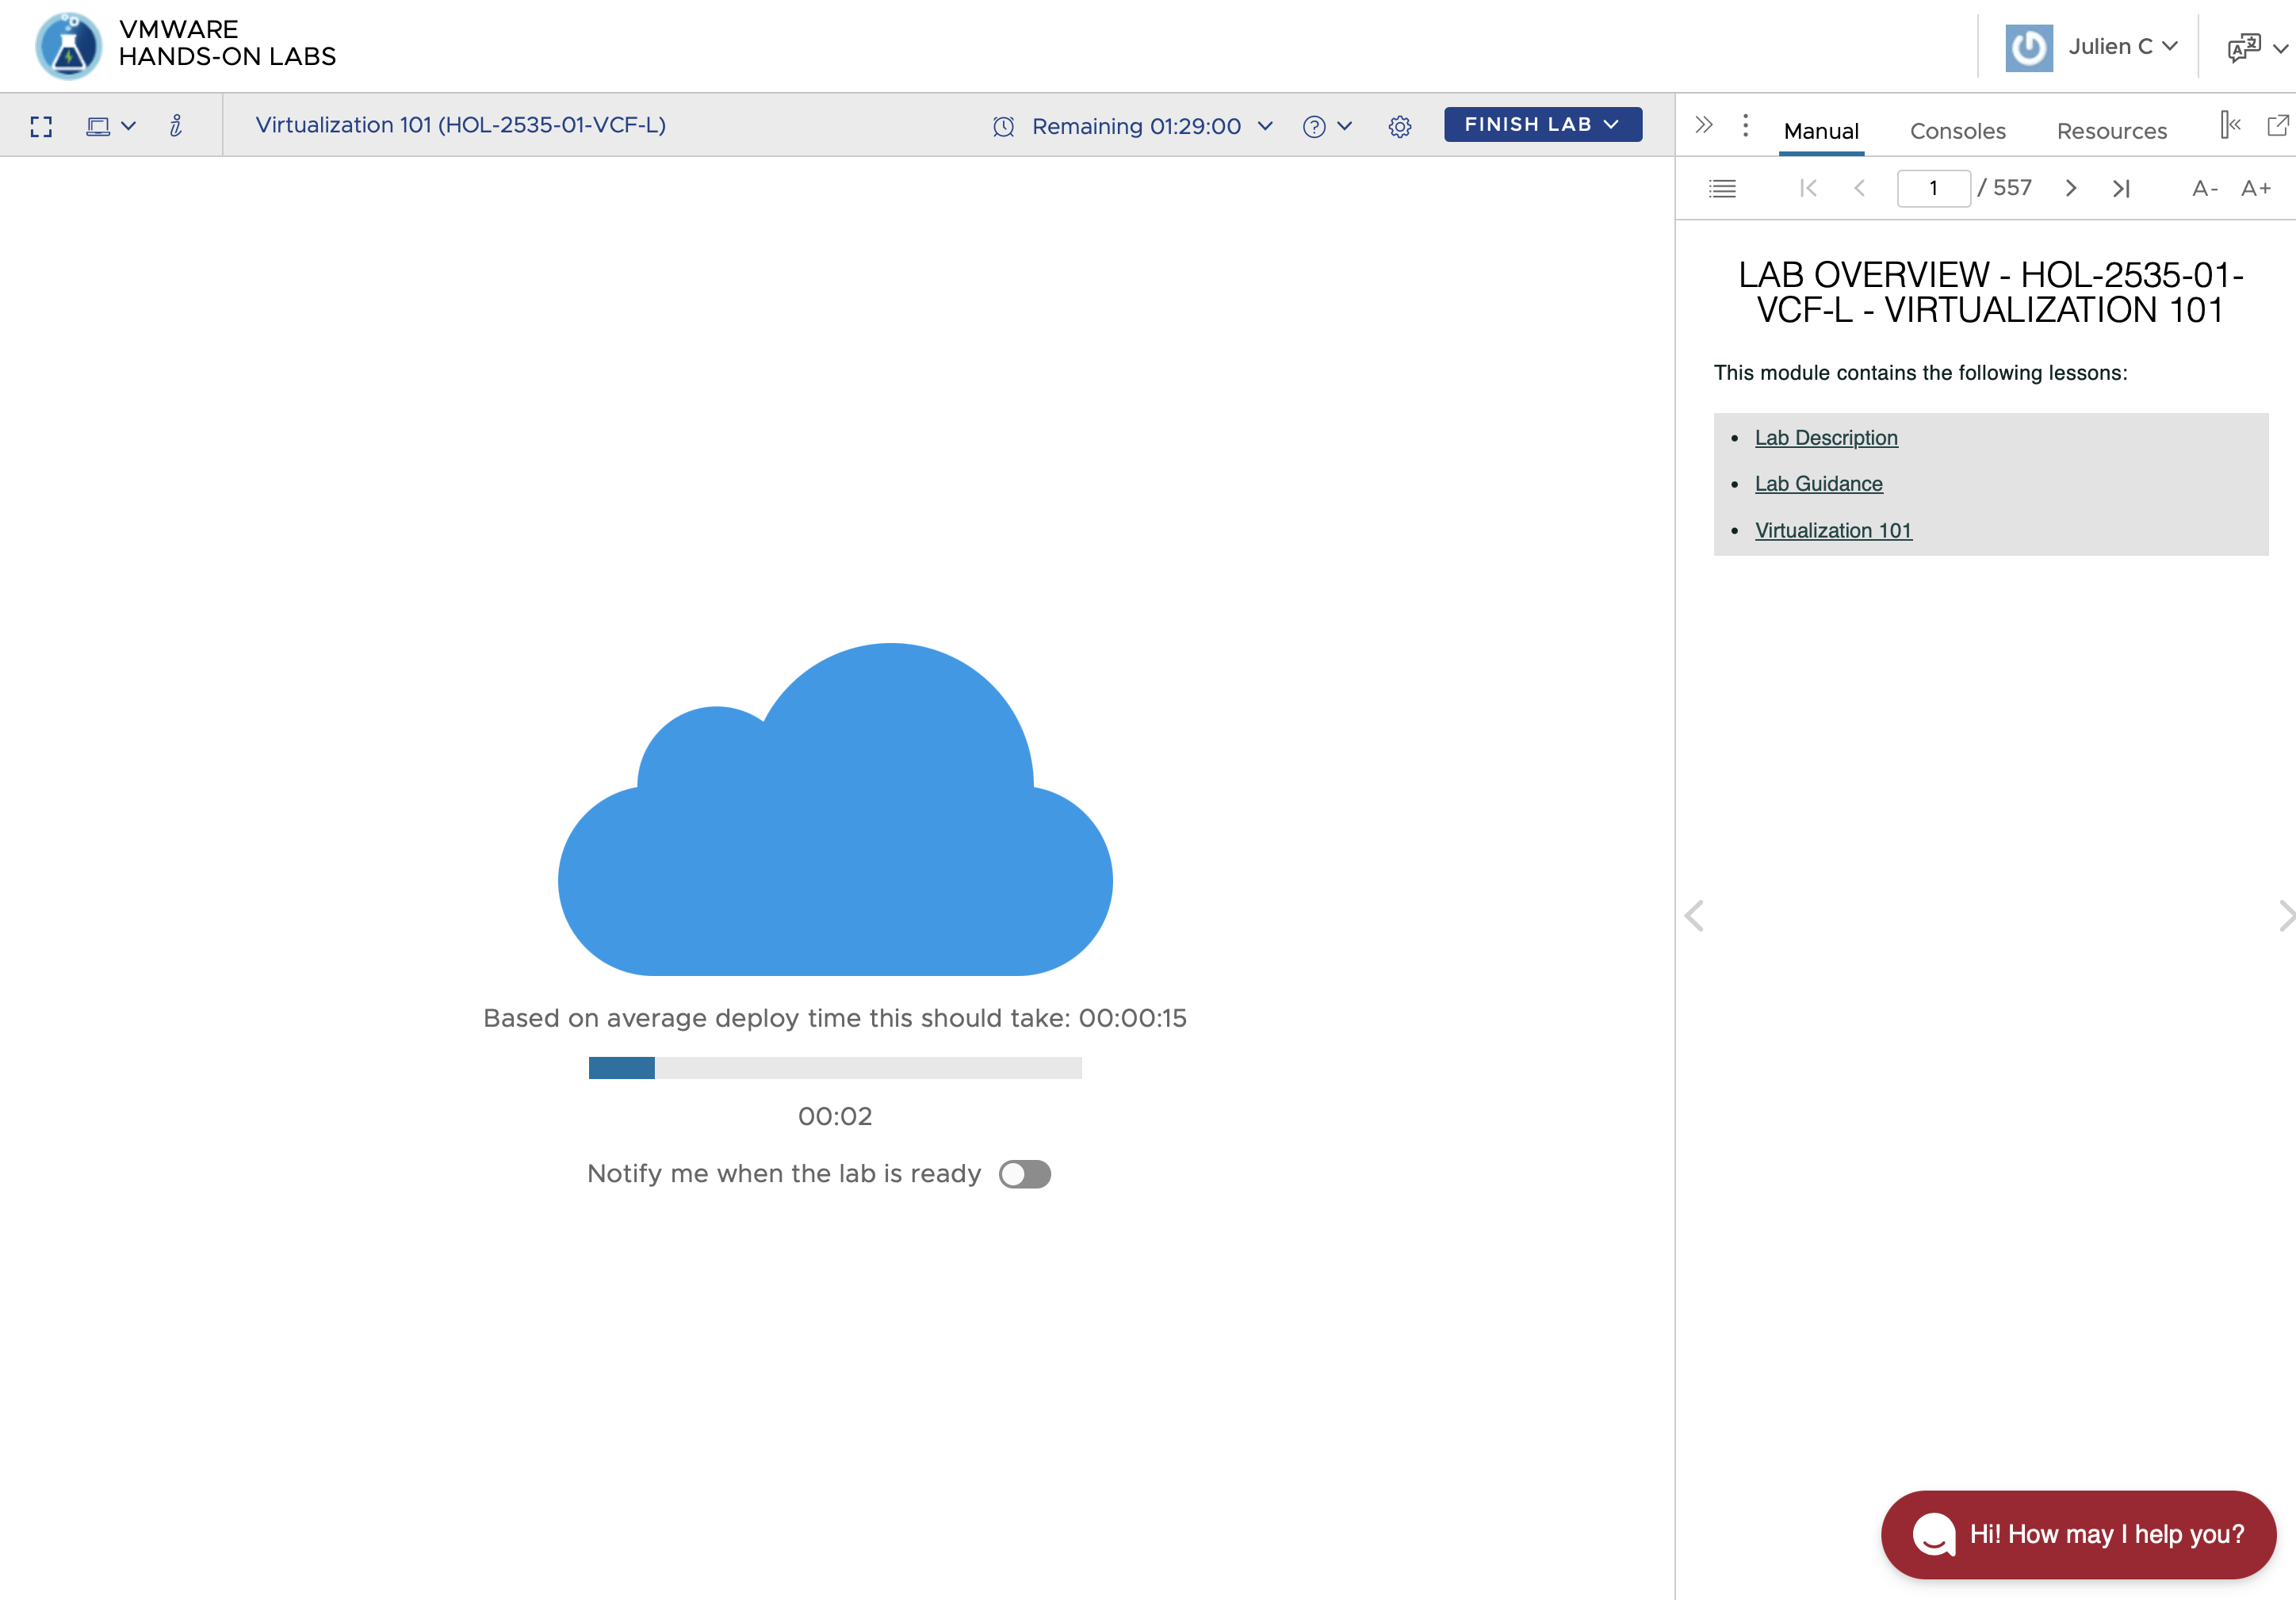 VMWARE
HANDS-ON LABS
Julien C
Virtualization 101 (HOL-2535-01-VCF-L)
Remaining 01:29:00
FINISH LAB
Manual
Consoles
Resources
1 / 557
A-
A+
LAB OVERVIEW - HOL-2535-01-
VCF-L - VIRTUALIZATION 101
This module contains the following lessons:
• Lab Description
• Lab Guidance
• Virtualization 101
Based on average deploy time this should take: 00:00:15
00:02
Notify me when the lab is ready
Hi! How may I help you?